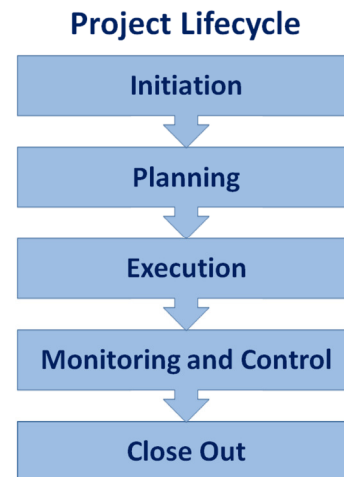 Project Lifecycle
Initiation
Planning
Execution
Monitoring and Control
Close Out